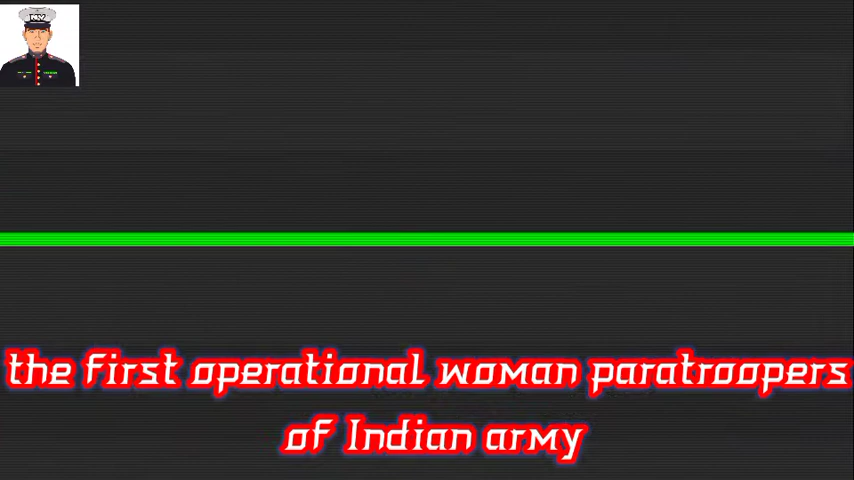 the first operational woman paratroopers
of Indian army